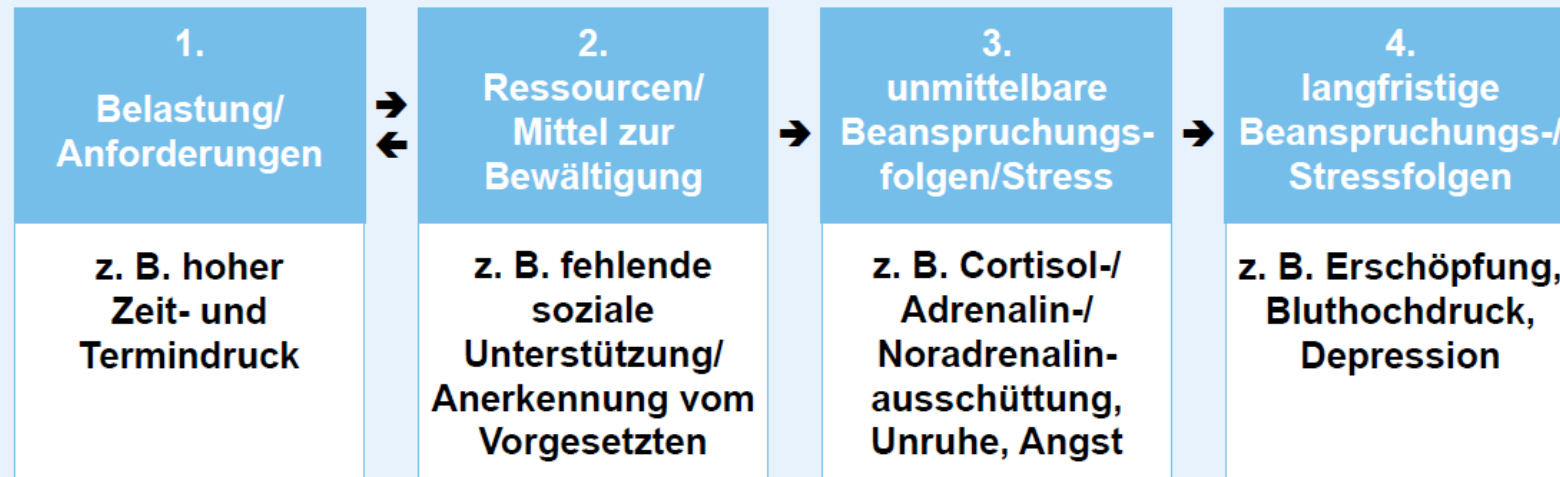 1.
Belastung/
Anforderungen
z. B. hoher
Zeit- und
Termindruck
2.
Ressourcen/
Mittel zur
Bewältigung
z. B. fehlende
soziale
Unterstützung/
Anerkennung vom
Vorgesetzten
3.
unmittelbare
Beanspruchungs-
folgen/Stress
z. B. Cortisol-/
Adrenalin-/
Noradrenalin-
ausschüttung,
Unruhe, Angst
4.
langfristige
Beanspruchungs-/
Stressfolgen
z. B. Erschöpfung,
Bluthochdruck,
Depression